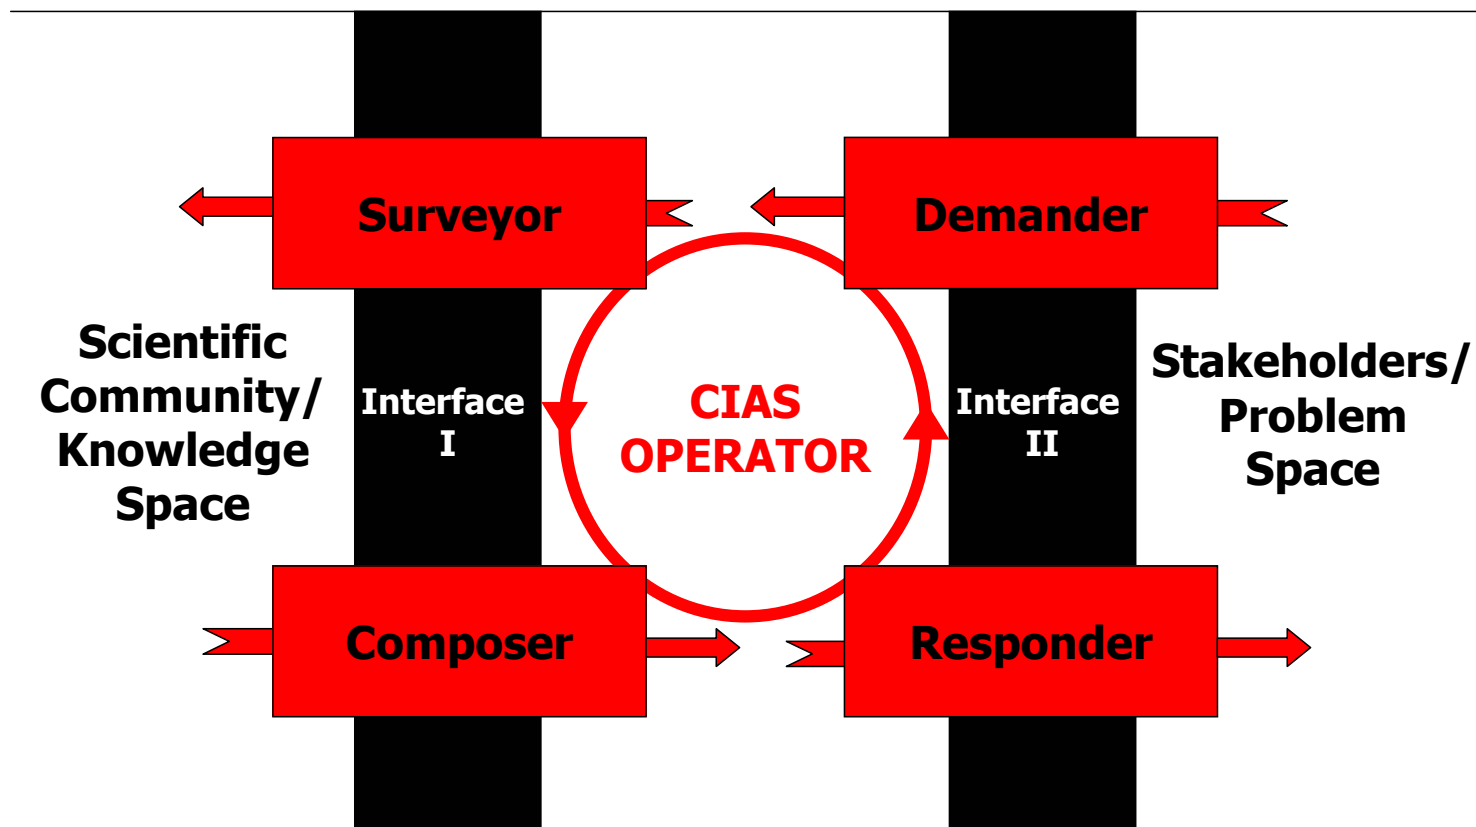 Surveyor
Demander
Scientific
Community/
Knowledge
Space
Interface
I
CIAS
OPERATOR
Interface
II
Stakeholders/
Problem
Space
Composer
Responder